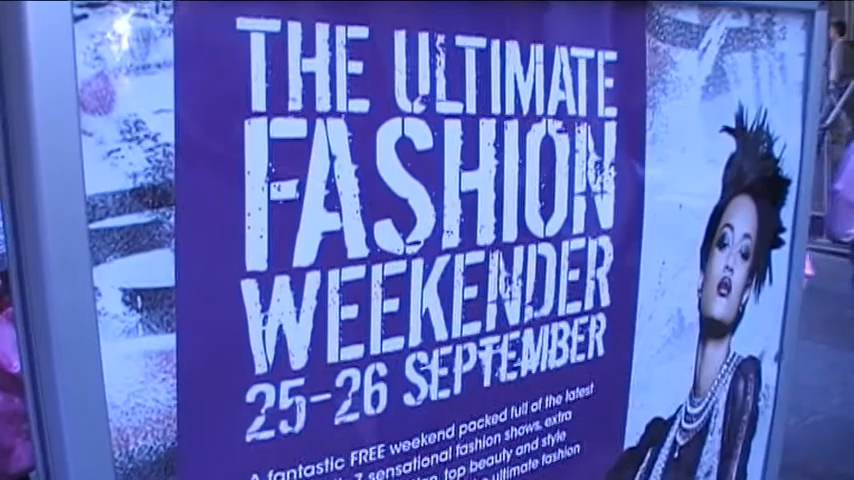 THE ULTIMATE
FASHION
WEEKENDER
25-26 SEPTEMBER
A fantastic FREE weekend packed full of the latest
7 sensational fashion shows, extra
top beauty and style
ultimate fashion